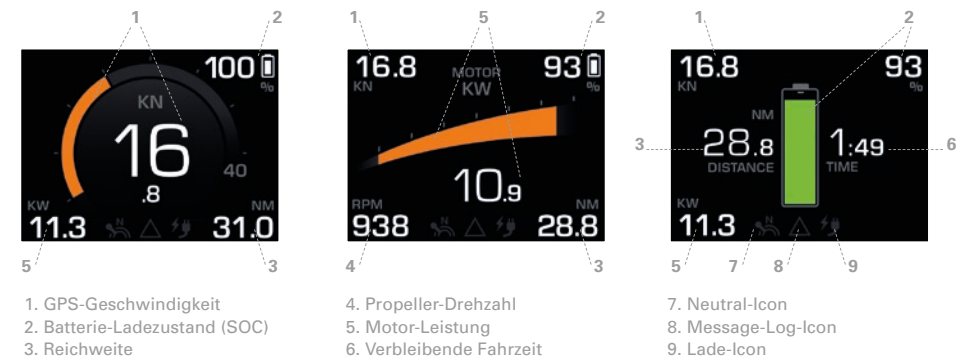 1 2
100
%
KN
16
.8
40
KW
11.3
NM
31.0
5 3
1 5 2
16.8
KN
MOTOR
KW
93
%
10.9
RPM
938
N
NM
28.8
4 3
1 2
16.8
KN
93
%
3
NM
28.8
DISTANCE
1:49
TIME
6
KW
11.3
N
5 7 8 9
1. GPS-Geschwindigkeit
2. Batterie-Ladezustand (SOC)
3. Reichweite
4. Propeller-Drehzahl
5. Motor-Leistung
6. Verbleibende Fahrzeit
7. Neutral-Icon
8. Message-Log-Icon
9. Lade-Icon